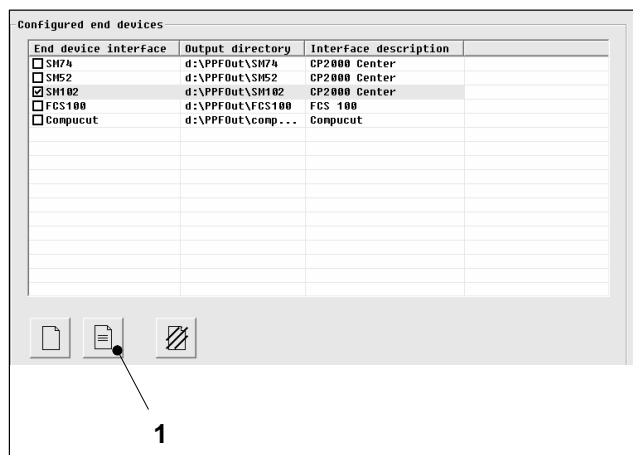 Configured end devices
End device interface Output directory Interface description
SM74 d:\PPFOut\SM74 CP2000 Center
SM52 d:\PPFOut\SM52 CP2000 Center
SM102 d:\PPFOut\SM102 CP2000 Center
FCS100 d:\PPFOut\FCS100 FCS 100
Compucut d:\PPFOut\comp... Compucut
1